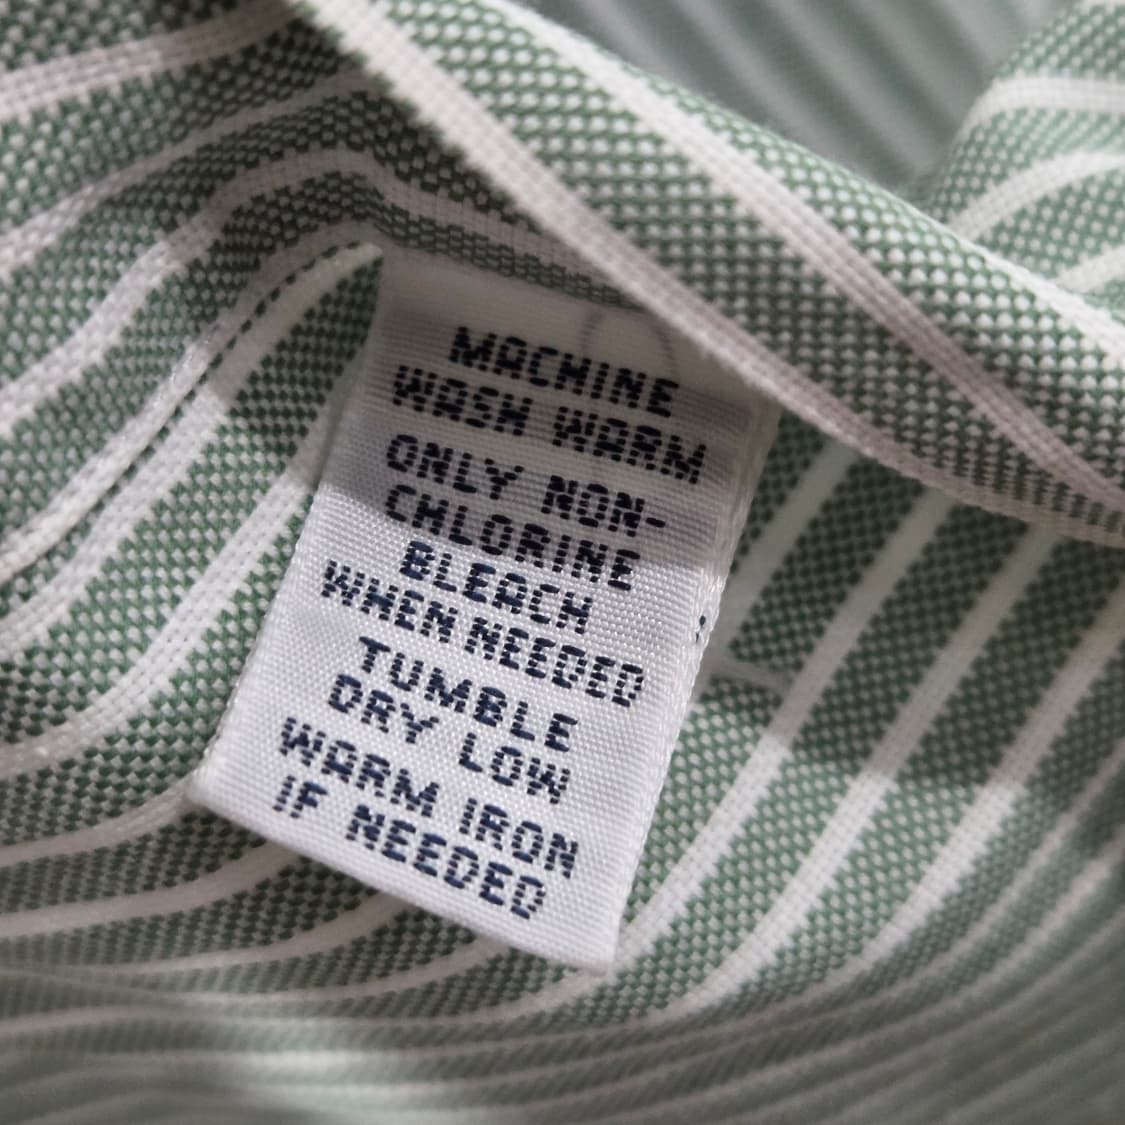 MACHINE
WASH WARM
ONLY NON-
CHLORINE
BLEACH
WHEN NEEDED
TUMBLE
DRY LOW
WARM IRON
IF NEEDED